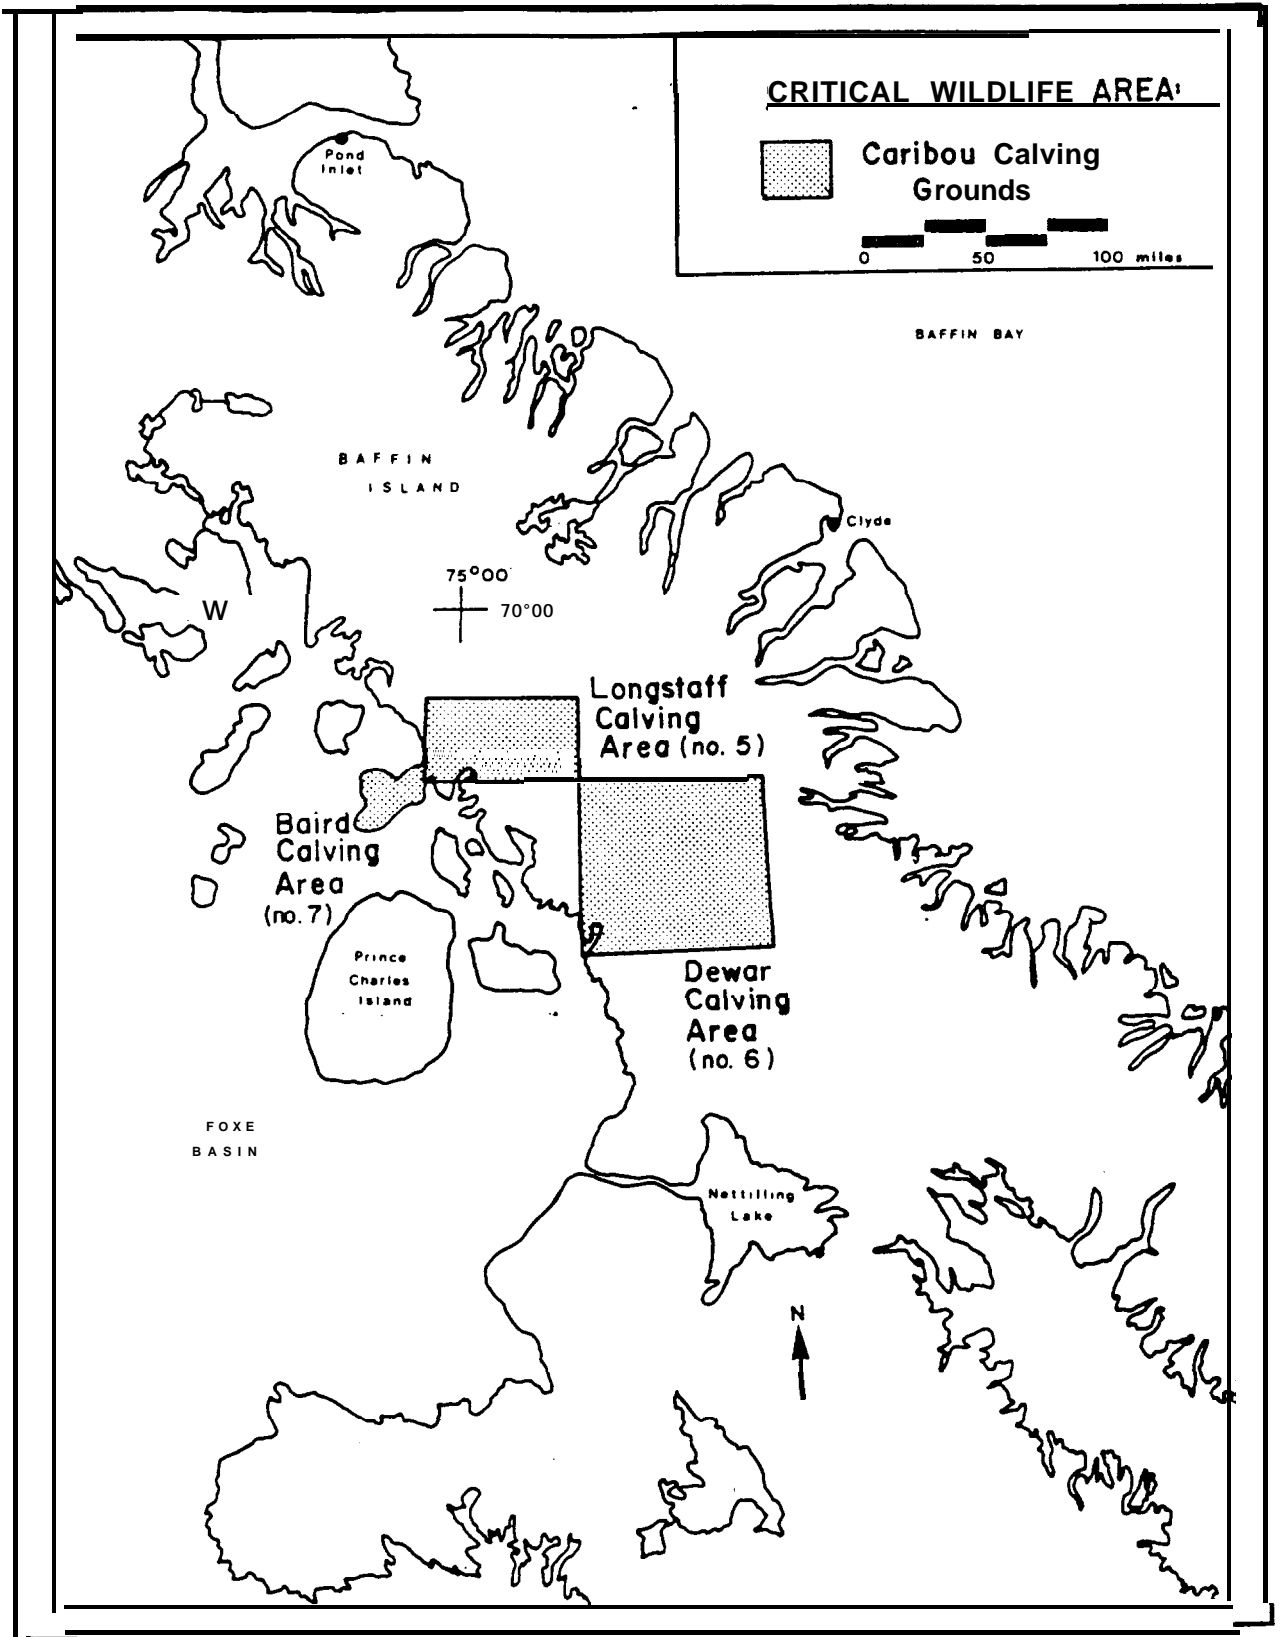 CRITICAL WILDLIFE AREA:
Caribou Calving
Grounds
0 50 100 miles
Pond
Inlet
BAFFIN BAY
BAFFIN
ISLAND
Clyde
75°00'
70°00
W
Longstaff
Calving
Area (no. 5)
Baird
Calving
Area
(no. 7)
Prince
Charles
Island
Dewar
Calving
Area
(no. 6)
FOXE
BASIN
Nettilling
Lake
N